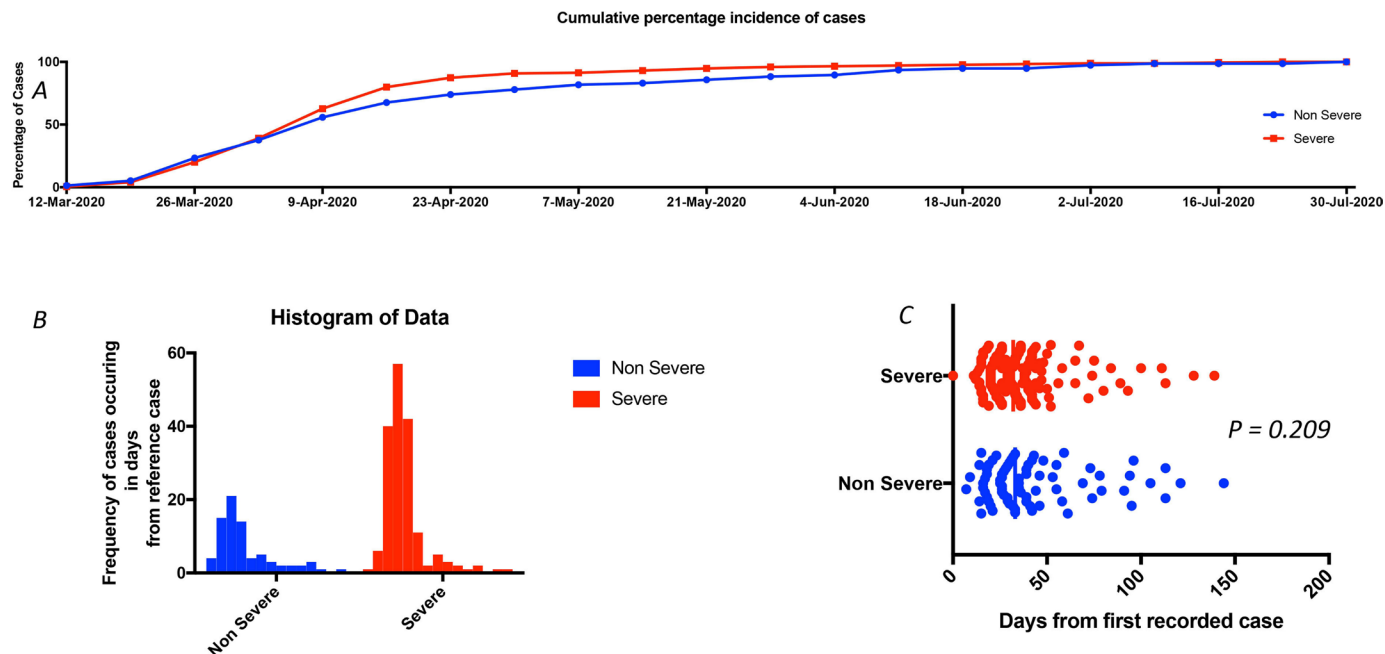 Cumulative percentage incidence of cases
A
Percentage of Cases
100
50
0
12-Mar-2020 26-Mar-2020 9-Apr-2020 23-Apr-2020 7-May-2020 21-May-2020 4-Jun-2020 18-Jun-2020 2-Jul-2020 16-Jul-2020 30-Jul-2020
Non Severe
Severe
B
Histogram of Data
Frequency of cases occuring
in days
from reference case
60
40
20
0
Non Severe
Severe
Non Severe
Severe
C
Severe
Non Severe
P = 0.209
0 50 100 150 200
Days from first recorded case